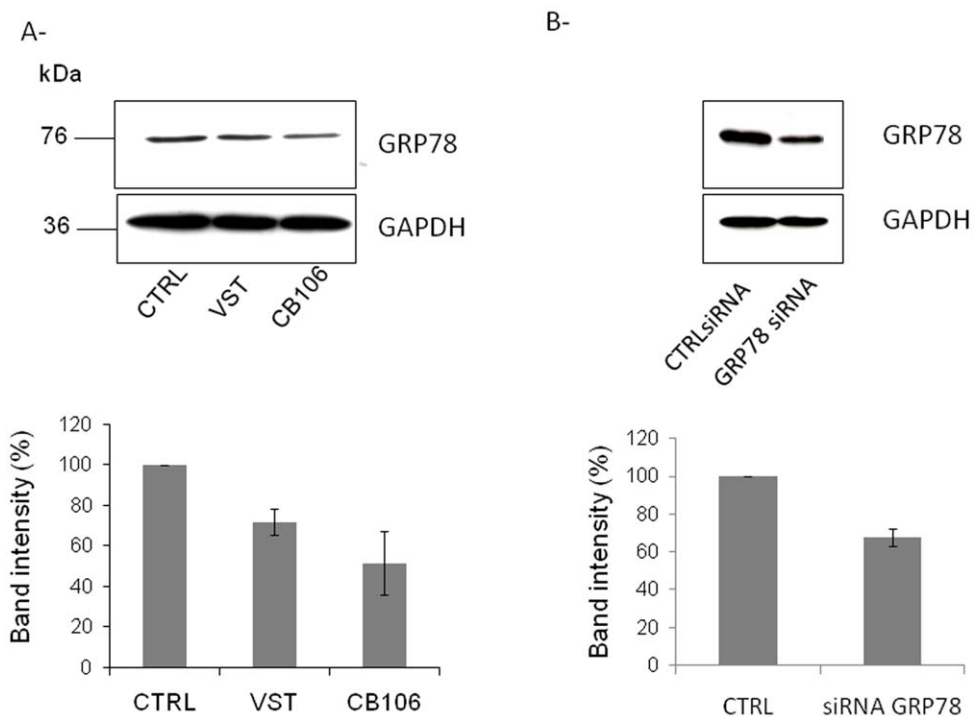 A-
kDa
76
GRP78
36
GAPDH
CTRL
VST
CB106
Band intensity (%)
120
100
80
60
40
20
0
CTRL VST CB106
B-
GRP78
GAPDH
CTRLsiRNA
GRP78 siRNA
Band intensity (%)
120
100
80
60
40
20
0
CTRL siRNA GRP78